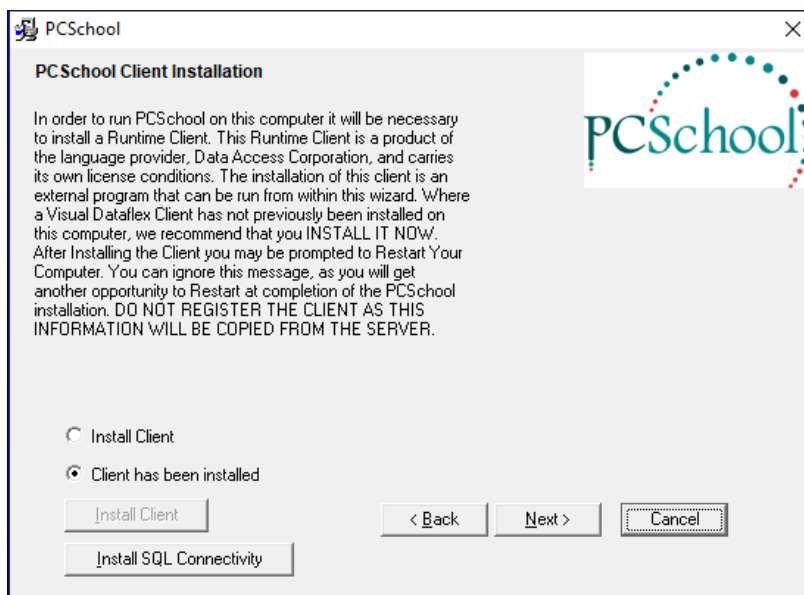 PCSchool
PCSchool Client Installation
PCSchool
In order to run PCSchool on this computer it will be necessary
to install a Runtime Client. This Runtime Client is a product of
the language provider, Data Access Corporation, and carries
its own license conditions. The installation of this client is an
external program that can be run from within this wizard. Where
a Visual Dataflex Client has not previously been installed on
this computer, we recommend that you INSTALL IT NOW.
After Installing the Client you may be prompted to Restart Your
Computer. You can ignore this message, as you will get
another opportunity to Restart at completion of the PCSchool
installation. DO NOT REGISTER THE CLIENT AS THIS
INFORMATION WILL BE COPIED FROM THE SERVER.
Install Client
Client has been installed
Install Client
< Back
Next >
Cancel
Install SQL Connectivity